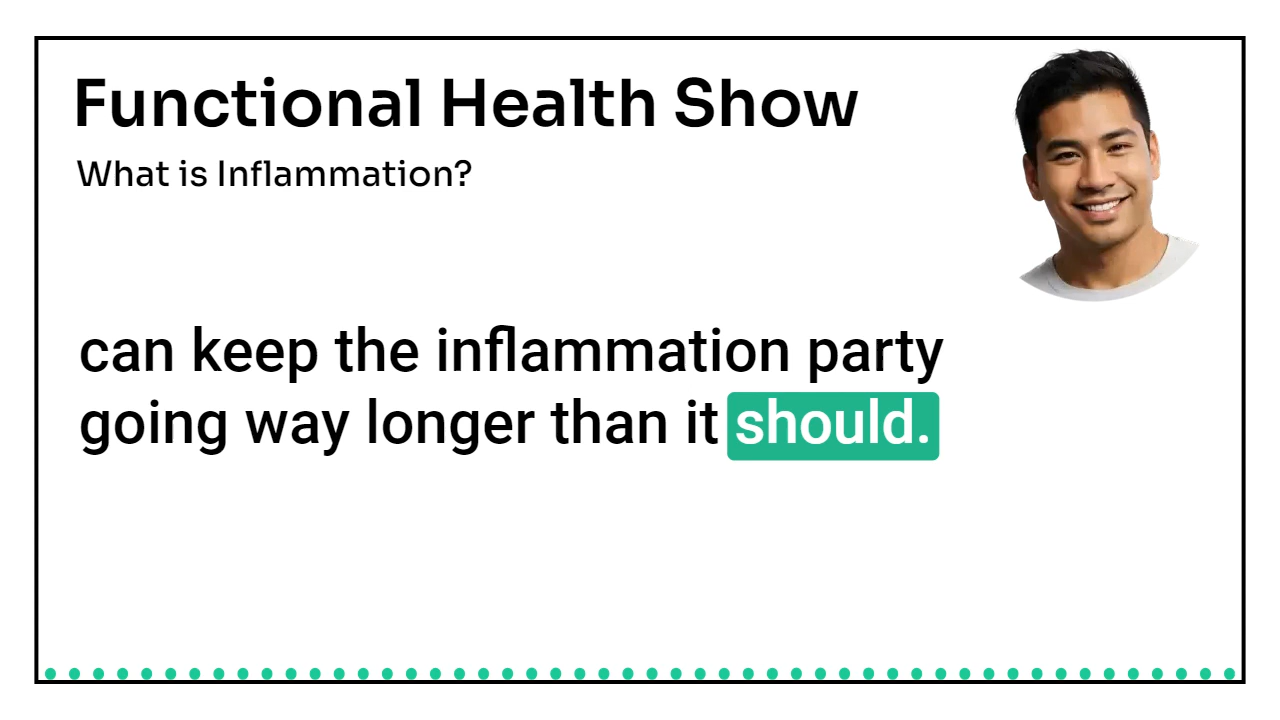 Functional Health Show
What is Inflammation?
can keep the inflammation party
going way longer than it should.